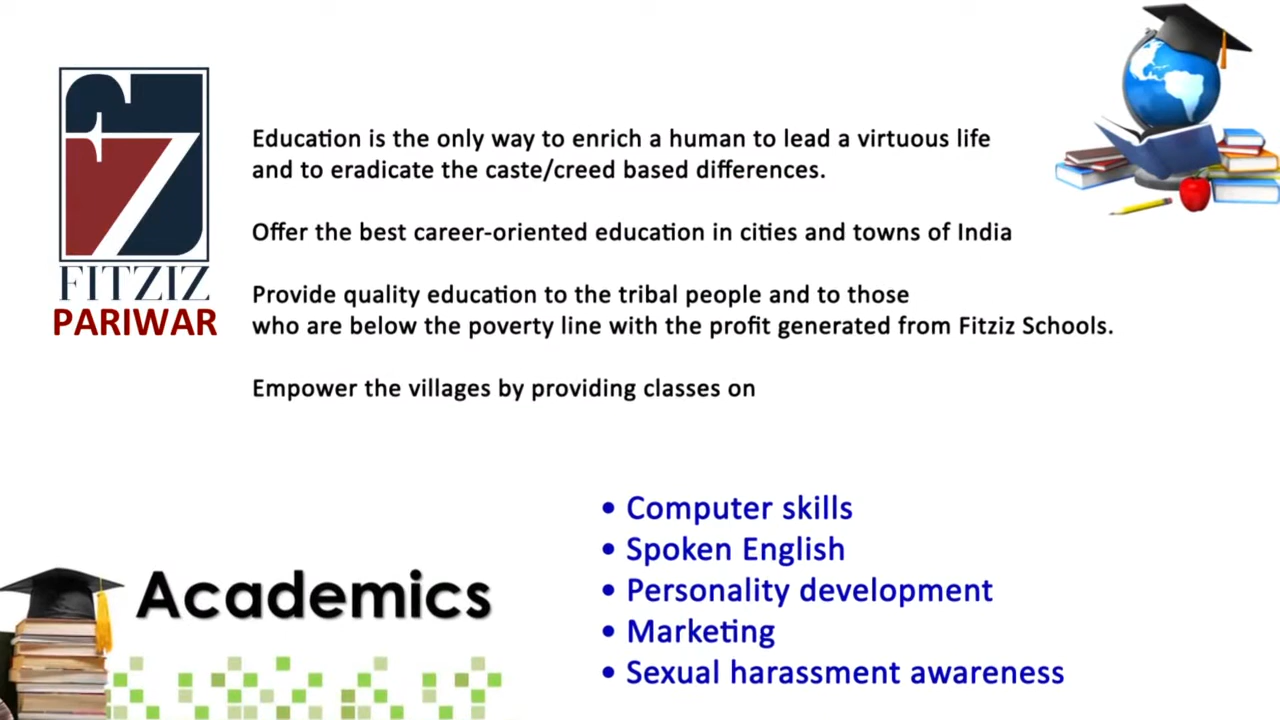 FITZIZ
PARIWAR
Education is the only way to enrich a human to lead a virtuous life
and to eradicate the caste/creed based differences.
Offer the best career-oriented education in cities and towns of India
Provide quality education to the tribal people and to those
who are below the poverty line with the profit generated from Fitziz Schools.
Empower the villages by providing classes on
• Computer skills
• Spoken English
• Personality development
• Marketing
• Sexual harassment awareness
Academics